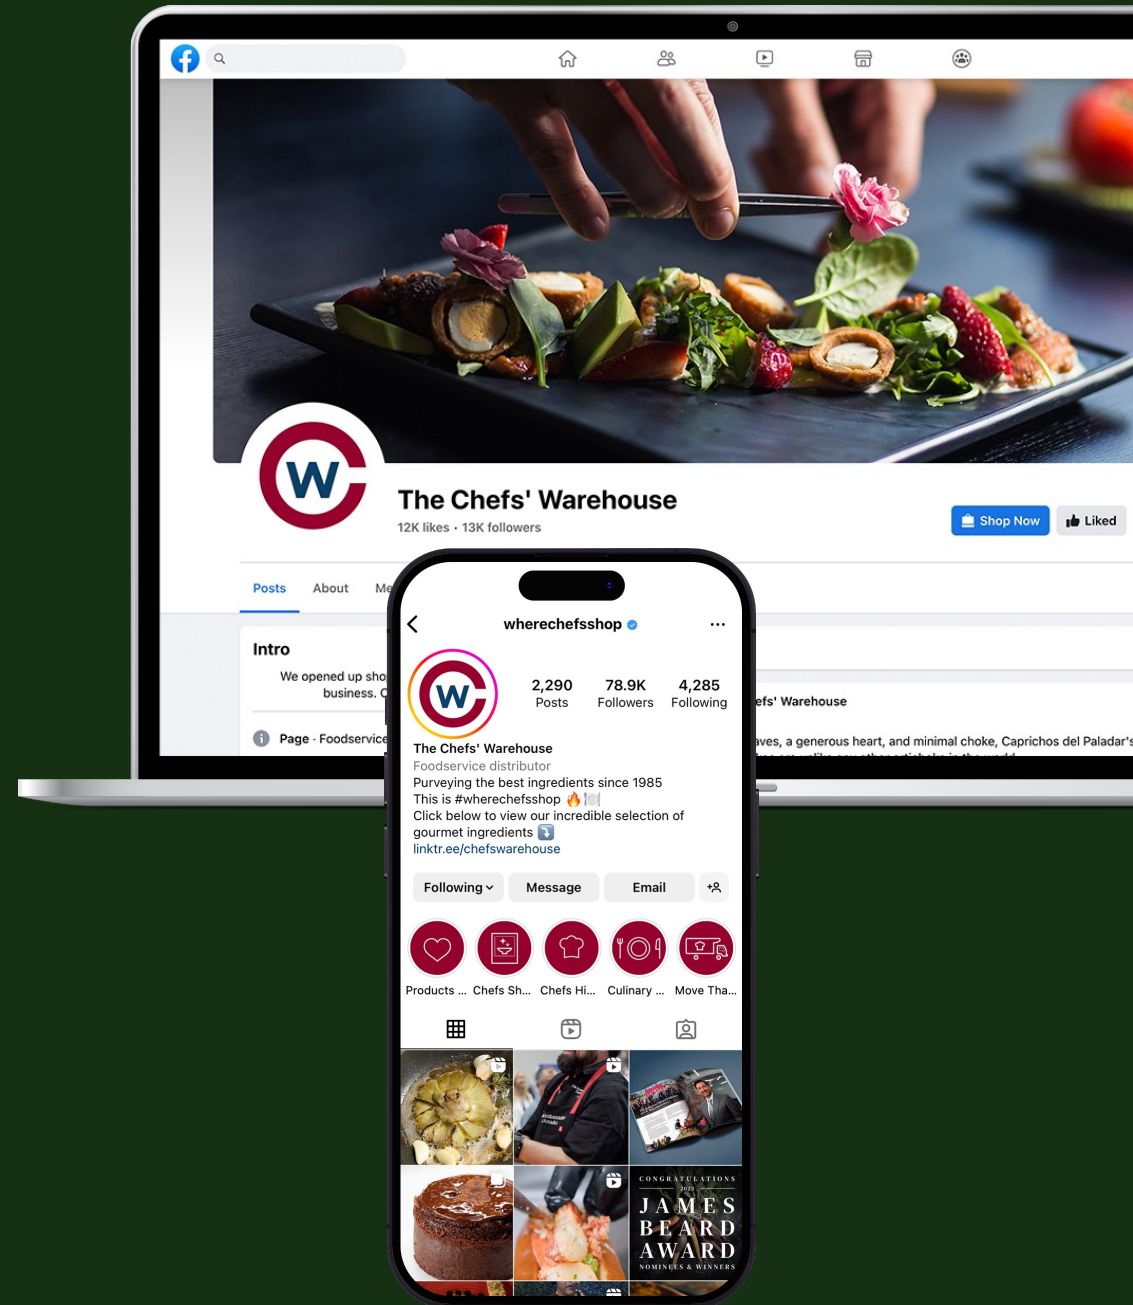 W
The Chefs' Warehouse
12K likes · 13K followers
Shop Now
Liked
Posts
About
Intro
We opened up
business.
Page · Foodservice
efs' Warehouse
aves, a generous heart, and minimal choke, Caprichos del Paladar's
wherechefsshop
W
2,290
78.9K
4,285
Posts
Followers
Following
The Chefs' Warehouse
Foodservice distributor
Purveying the best ingredients since 1985
This is #wherechefsshop
Click below to view our incredible selection of
gourmet ingredients
linktr.ee/chefswarehouse
Following
Message
Email
Products ...
Chefs Sh...
Chefs Hi...
Culinary ...
Move Tha...
CONGRATULATIONS
2023
JAMES
BEARD
AWARD
NOMINEES & WINNERS